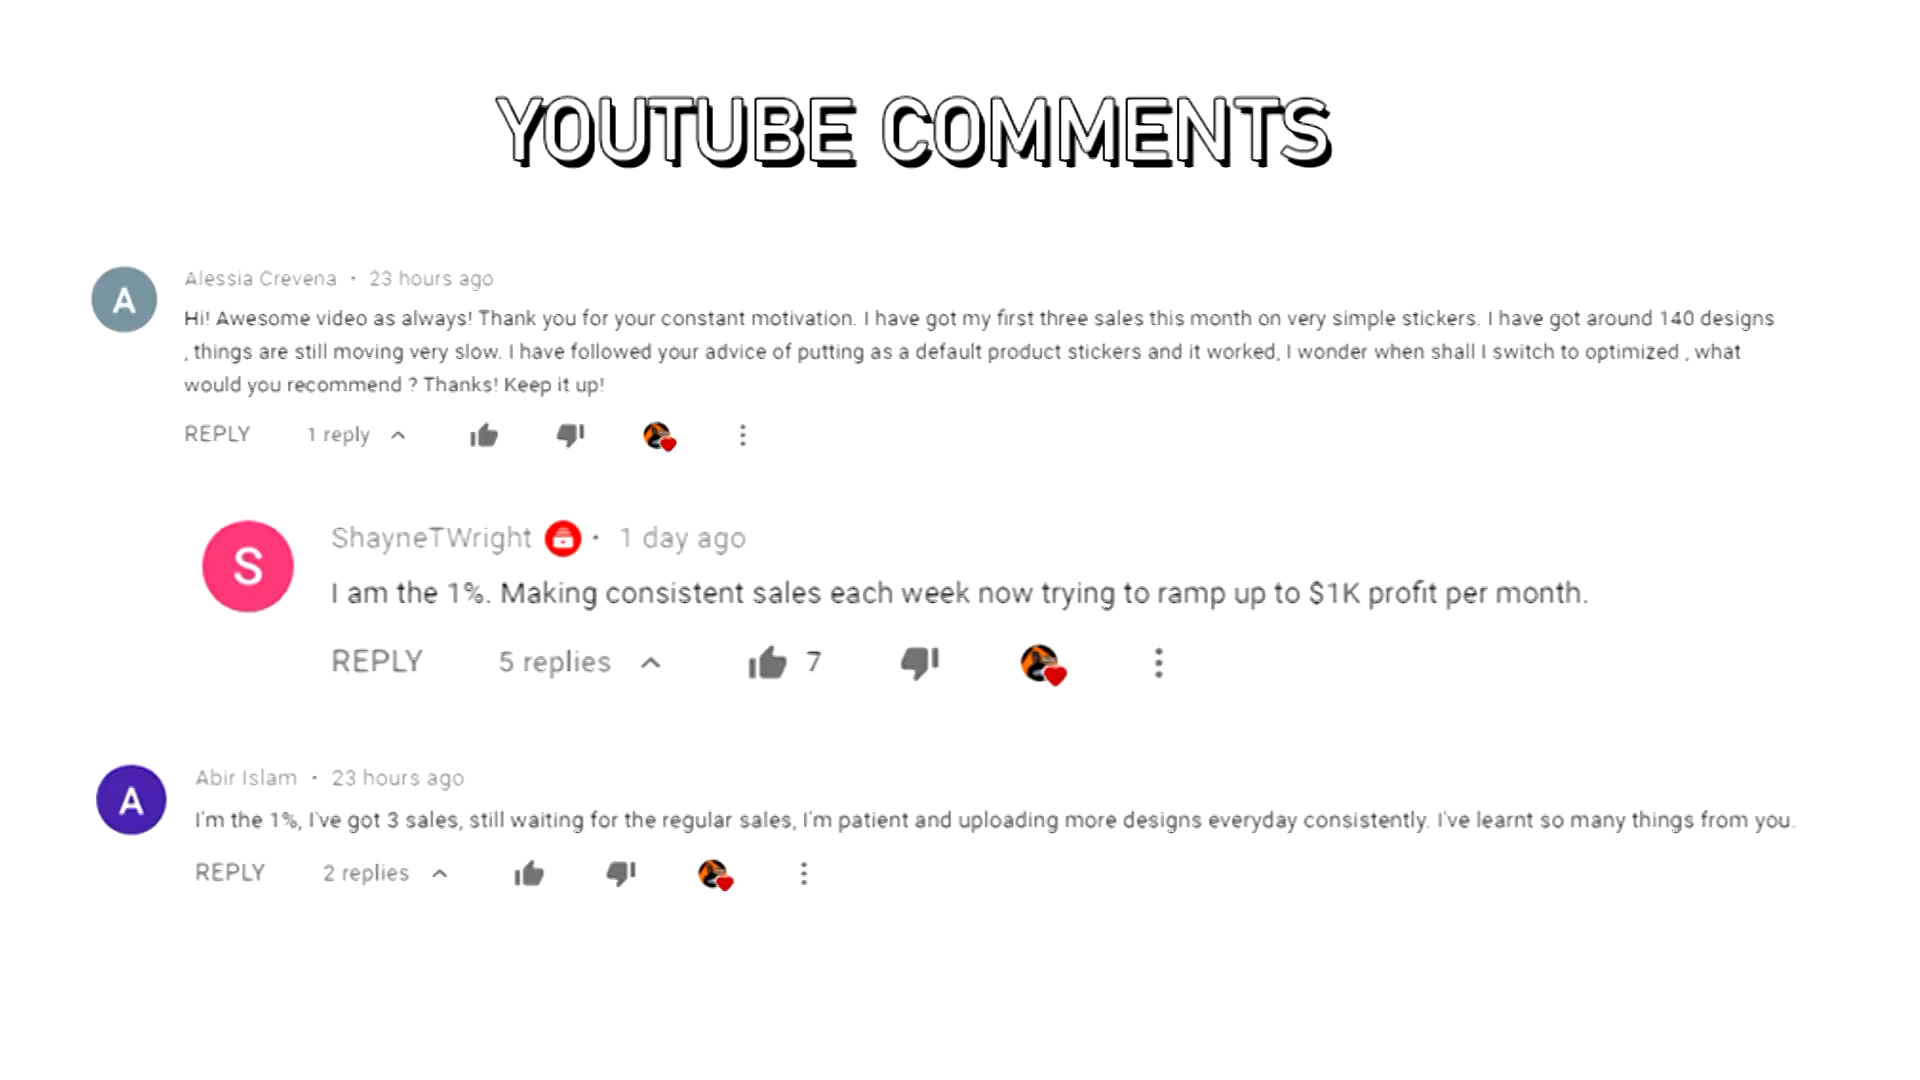 YOUTUBE COMMENTS
A
Alessia Crevena • 23 hours ago
Hi! Awesome video as always! Thank you for your constant motivation. I have got my first three sales this month on very simple stickers. I have got around 140 designs
, things are still moving very slow. I have followed your advice of putting as a default product stickers and it worked, I wonder when shall I switch to optimized , what
would you recommend ? Thanks! Keep it up!
REPLY 1 reply
S
ShayneTWright • 1 day ago
I am the 1%. Making consistent sales each week now trying to ramp up to $1K profit per month.
REPLY 5 replies 7
A
Abir Islam • 23 hours ago
I'm the 1%, I've got 3 sales, still waiting for the regular sales, I'm patient and uploading more designs everyday consistently. I've learnt so many things from you.
REPLY 2 replies